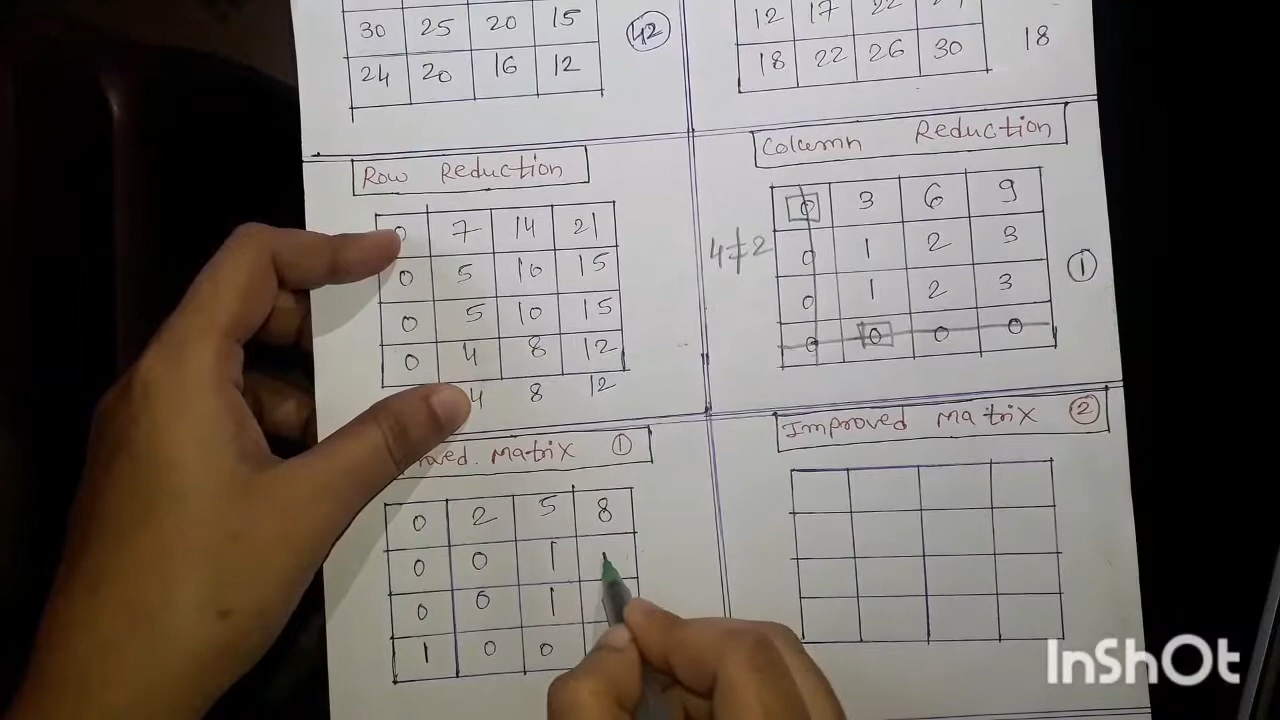 30 25 20 15
24 20 16 12
42
12 17 22
18 22 26 30
18
Row Reduction
0 7 14 21
0 5 10 15
0 5 10 15
0 4 8 12
4 8 12
Column Reduction
0 3 6 9
0 1 2 3
0 1 2 3
0 0 0 0
4≠2
1
Matrix 1
0 2 5 8
0 0 1
0 0 1
1 0 0
Improved Matrix 2
InShOt